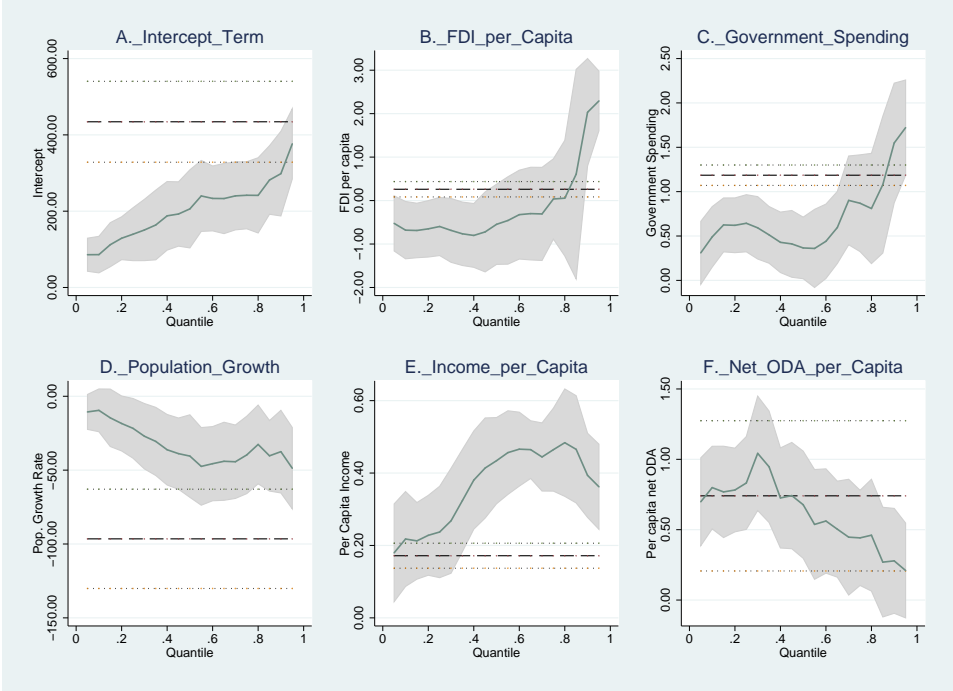 A._Intercept_Term
Intercept
600.00
400.00
200.00
0.00
0 .2 .4 .6 .8 1
Quantile
B._FDI_per_Capita
FDI per capita
3.00
2.00
1.00
0.00
−1.00
−2.00
0 .2 .4 .6 .8 1
Quantile
C._Government_Spending
Government Spending
2.50
2.00
1.50
1.00
0.50
0.00
0 .2 .4 .6 .8 1
Quantile
D._Population_Growth
Pop. Growth Rate
0.00
−50.00
−100.00
−150.00
0 .2 .4 .6 .8 1
Quantile
E._Income_per_Capita
Per Capita Income
0.60
0.40
0.20
0.00
0 .2 .4 .6 .8 1
Quantile
F._Net_ODA_per_Capita
Per capita net ODA
1.50
1.00
0.50
0.00
0 .2 .4 .6 .8 1
Quantile